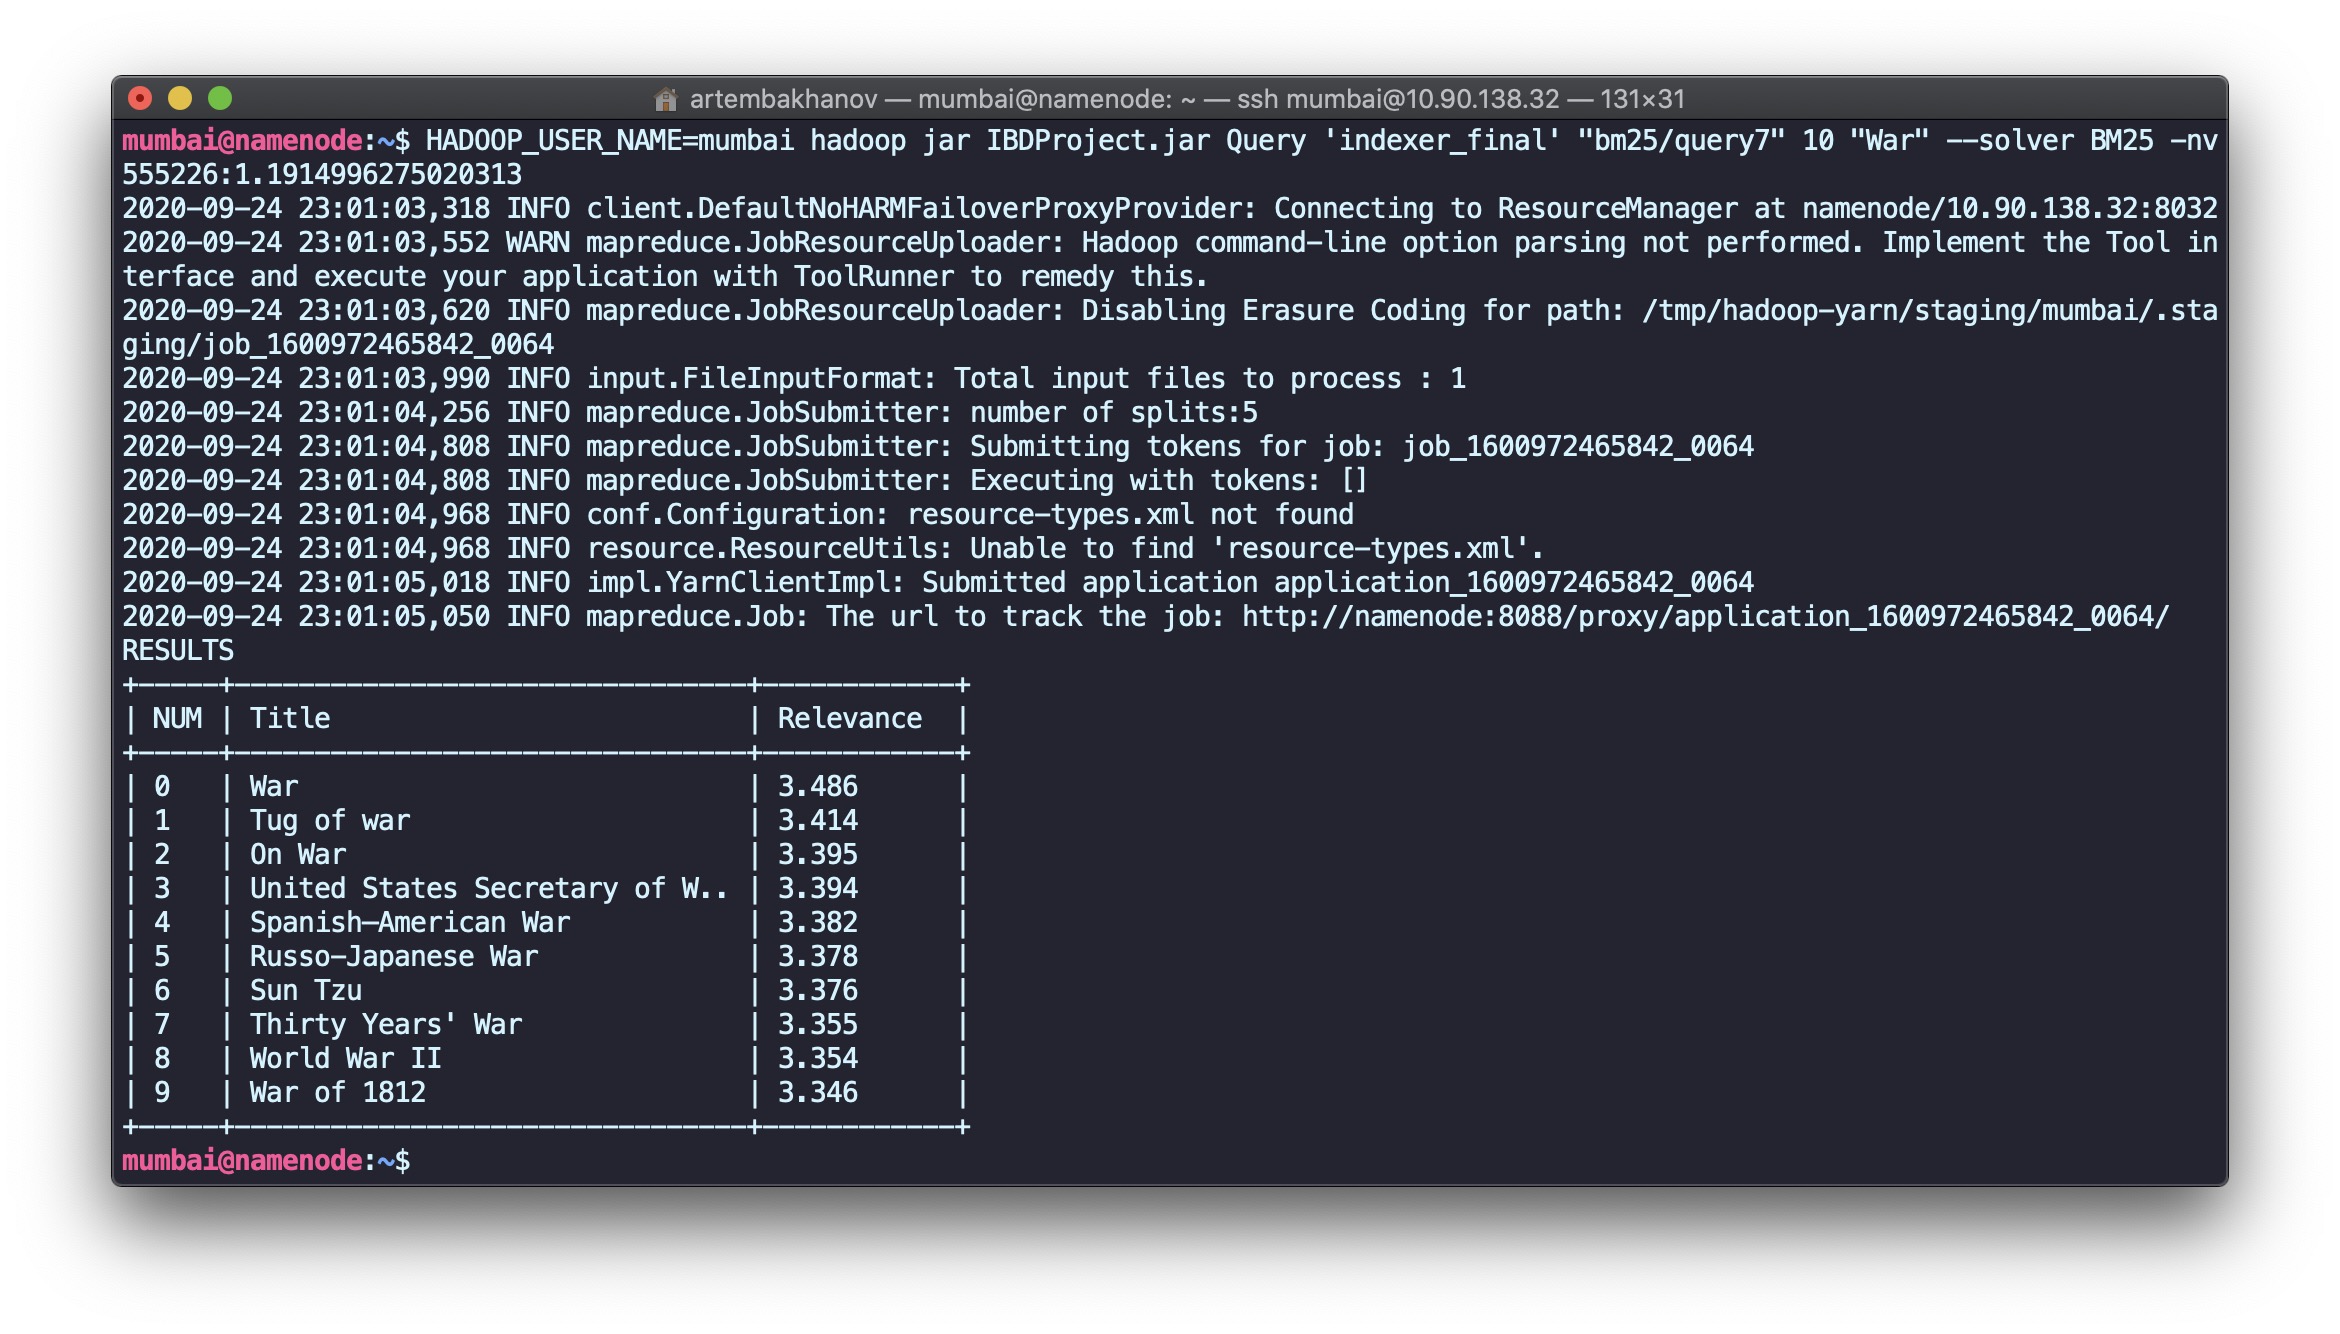 artembakhanov — mumbai@namenode: ~ — ssh mumbai@10.90.138.32 — 131×31
mumbai@namenode:~$ HADOOP_USER_NAME=mumbai hadoop jar IBDProject.jar Query 'indexer_final' "bm25/query7" 10 "War" --solver BM25 -nv
555226:1.1914996275020313
2020-09-24 23:01:03,318 INFO client.DefaultNoHARMFailoverProxyProvider: Connecting to ResourceManager at namenode/10.90.138.32:8032
2020-09-24 23:01:03,552 WARN mapreduce.JobResourceUploader: Hadoop command-line option parsing not performed. Implement the Tool in
terface and execute your application with ToolRunner to remedy this.
2020-09-24 23:01:03,620 INFO mapreduce.JobResourceUploader: Disabling Erasure Coding for path: /tmp/hadoop-yarn/staging/mumbai/.sta
ging/job_1600972465842_0064
2020-09-24 23:01:03,990 INFO input.FileInputFormat: Total input files to process : 1
2020-09-24 23:01:04,256 INFO mapreduce.JobSubmitter: number of splits:5
2020-09-24 23:01:04,808 INFO mapreduce.JobSubmitter: Submitting tokens for job: job_1600972465842_0064
2020-09-24 23:01:04,808 INFO mapreduce.JobSubmitter: Executing with tokens: []
2020-09-24 23:01:04,968 INFO conf.Configuration: resource-types.xml not found
2020-09-24 23:01:04,968 INFO resource.ResourceUtils: Unable to find 'resource-types.xml'.
2020-09-24 23:01:05,018 INFO impl.YarnClientImpl: Submitted application application_1600972465842_0064
2020-09-24 23:01:05,050 INFO mapreduce.Job: The url to track the job: http://namenode:8088/proxy/application_1600972465842_0064/
RESULTS
+-----+--------------------------------+------------+
| NUM | Title                          | Relevance  |
+-----+--------------------------------+------------+
| 0   | War                            | 3.486      |
| 1   | Tug of war                     | 3.414      |
| 2   | On War                         | 3.395      |
| 3   | United States Secretary of W.. | 3.394      |
| 4   | Spanish–American War           | 3.382      |
| 5   | Russo-Japanese War             | 3.378      |
| 6   | Sun Tzu                        | 3.376      |
| 7   | Thirty Years' War              | 3.355      |
| 8   | World War II                   | 3.354      |
| 9   | War of 1812                    | 3.346      |
+-----+--------------------------------+------------+
mumbai@namenode:~$